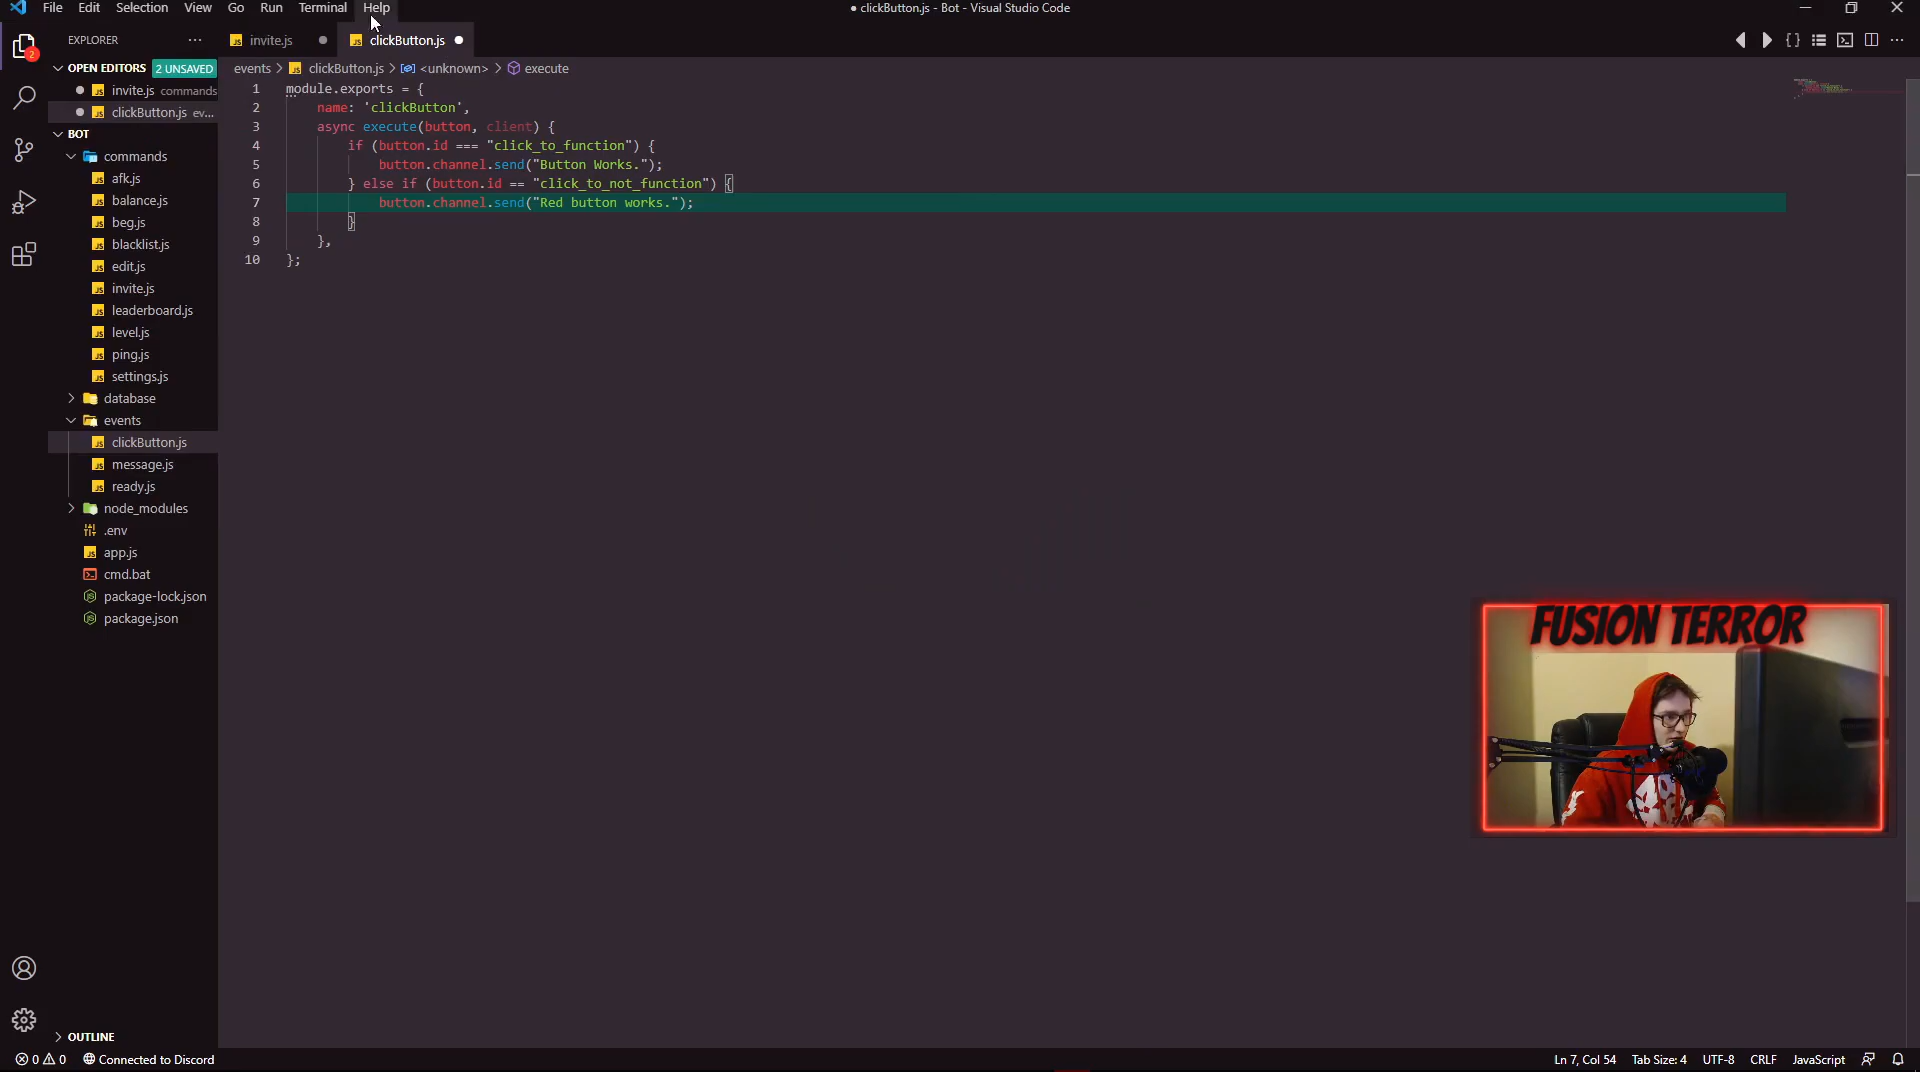 File Edit Selection View Go Run Terminal Help
● clickButton.js - Bot - Visual Studio Code
2
EXPLORER ...
OPEN EDITORS 2 UNSAVED
invite.js commands
clickButton.js ev...
BOT
commands
afk.js
balance.js
beg.js
blacklist.js
edit.js
invite.js
leaderboard.js
level.js
ping.js
settings.js
database
events
clickButton.js
message.js
ready.js
node_modules
.env
app.js
cmd.bat
package-lock.json
package.json
OUTLINE
invite.js
clickButton.js
events > clickButton.js > <unknown> > execute
1 module.exports = {
2 name: 'clickButton',
3 async execute(button, client) {
4 if (button.id === "click_to_function") {
5 button.channel.send("Button Works.");
6 } else if (button.id == "click_to_not_function") {
7 button.channel.send("Red button works.");
8 }
9 },
10 };
FUSION TERROR
0 0 Connected to Discord
Ln 7, Col 54 Tab Size: 4 UTF-8 CRLF JavaScript